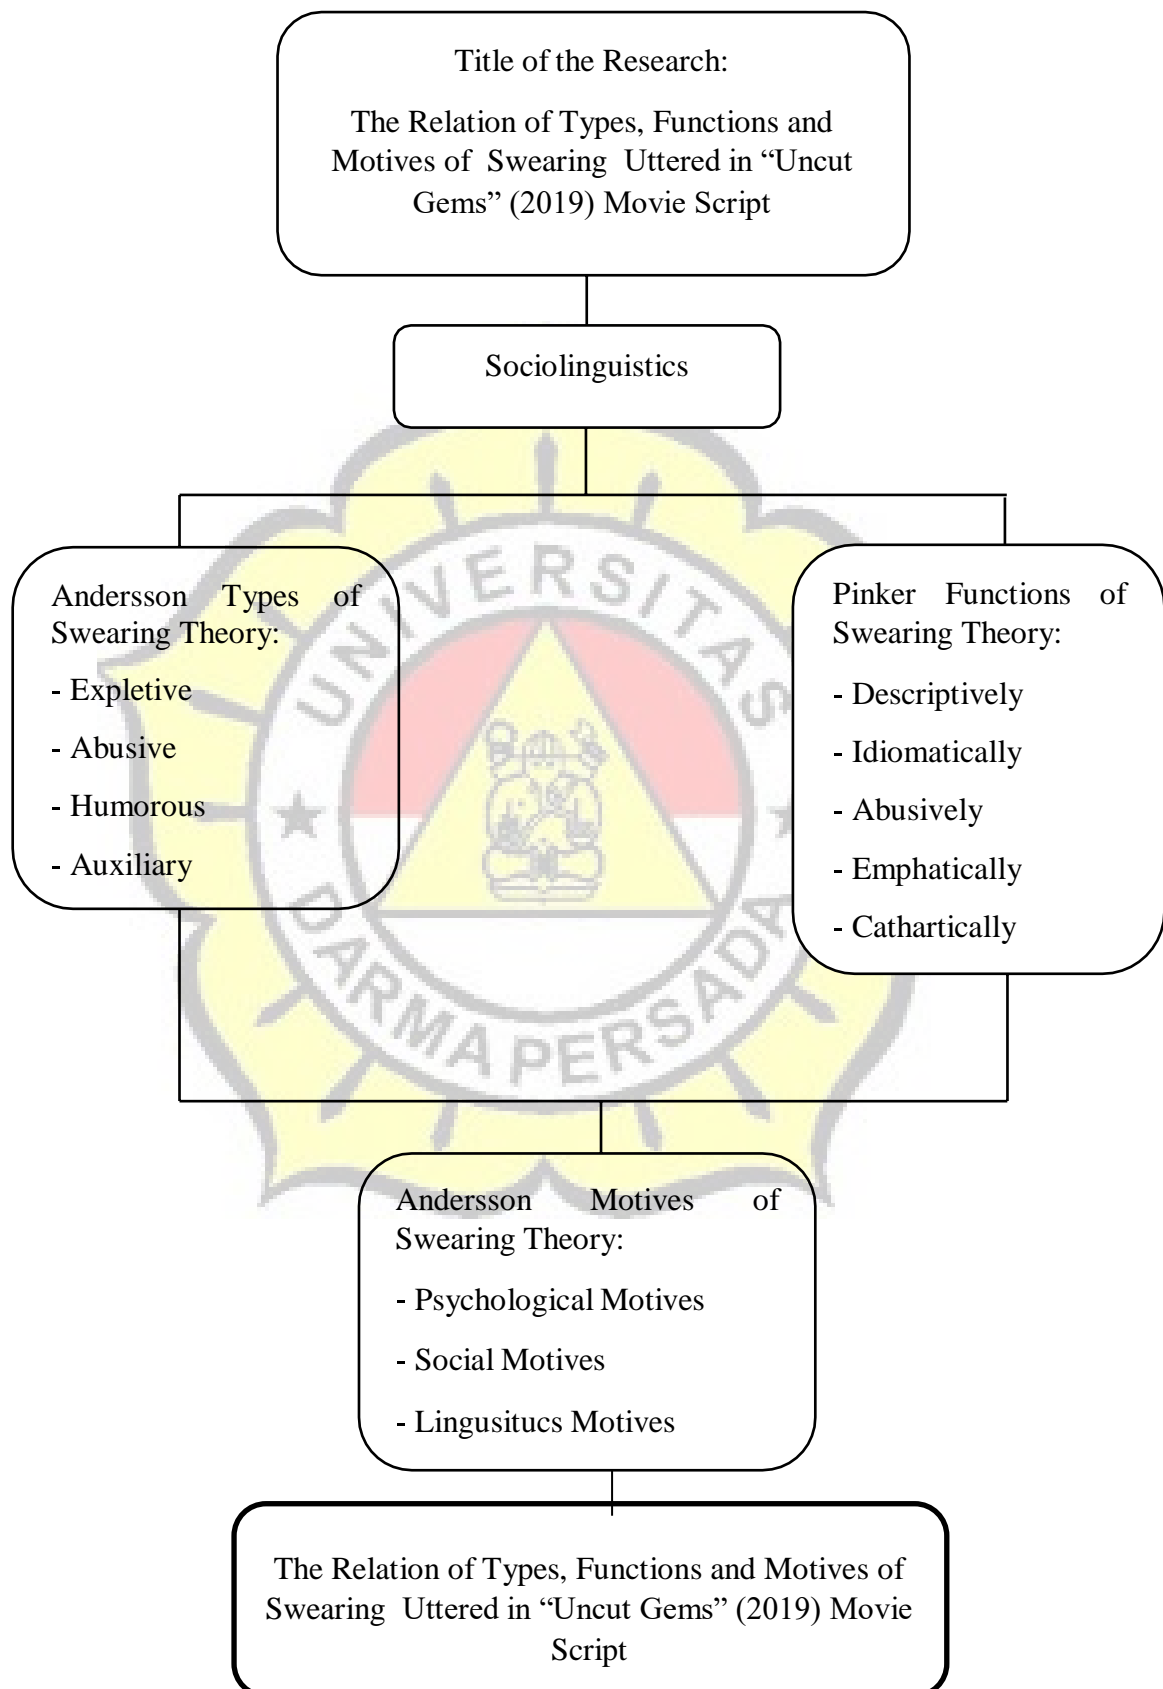 Title of the Research:
The Relation of Types, Functions and
Motives of Swearing Uttered in “Uncut
Gems” (2019) Movie Script
Sociolinguistics
Andersson Types of
Swearing Theory:
- Expletive
- Abusive
- Humorous
- Auxiliary
Pinker Functions of
Swearing Theory:
- Descriptively
- Idiomatically
- Abusively
- Emphatically
- Cathartically
UNIVERSITAS
DARMA PERSADA
Andersson Motives of
Swearing Theory:
- Psychological Motives
- Social Motives
- Lingusitucs Motives
The Relation of Types, Functions and Motives of
Swearing Uttered in “Uncut Gems” (2019) Movie
Script